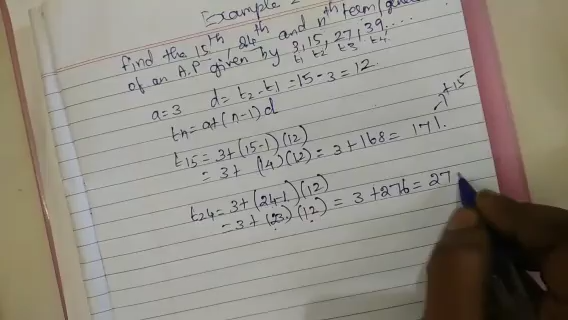 Example 2
find the 15th, 24th and nth term (
of an A.P given by 3, 15, 27, 39....
t1 t2 t3 t4
a=3 d= t2-t1 = 15-3 = 12.
tn = a+(n-1)d
t15 = 3+(15-1)(12)
= 3+ (14)(12) = 3+168 = 171.
t15
t24 = 3+(24-1)(12)
= 3+(23)(12) = 3+276 = 27